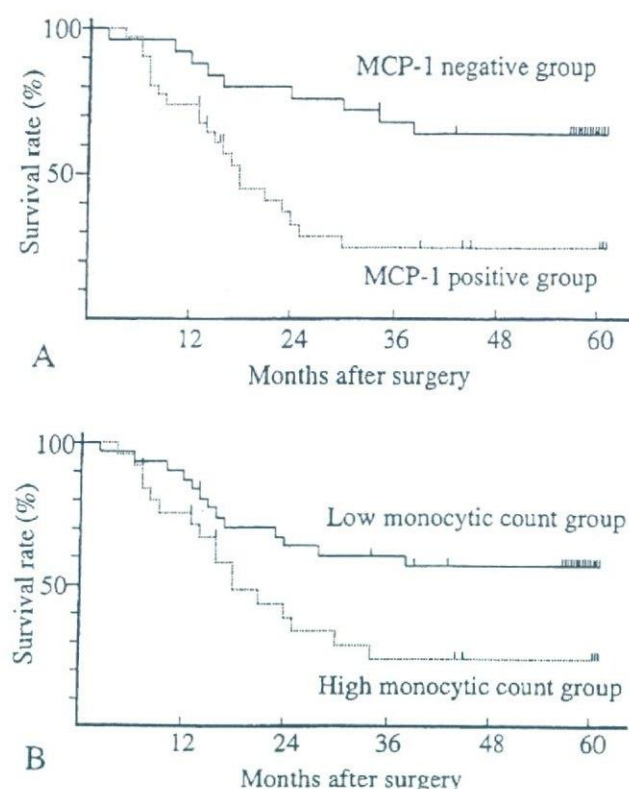 100
MCP-1 negative group
Survival rate (%)
50
MCP-1 positive group
12 24 36 48 60
A
Months after surgery
100
Low monocytic count group
Survival rate (%)
50
High monocytic count group
12 24 36 48 60
B
Months after surgery